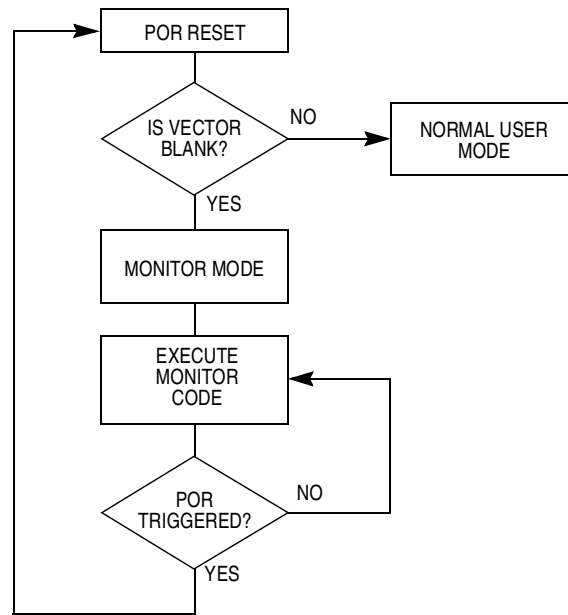 POR RESET
IS VECTOR
BLANK?
NO
NORMAL USER
MODE
YES
MONITOR MODE
EXECUTE
MONITOR
CODE
POR
TRIGGERED?
NO
YES